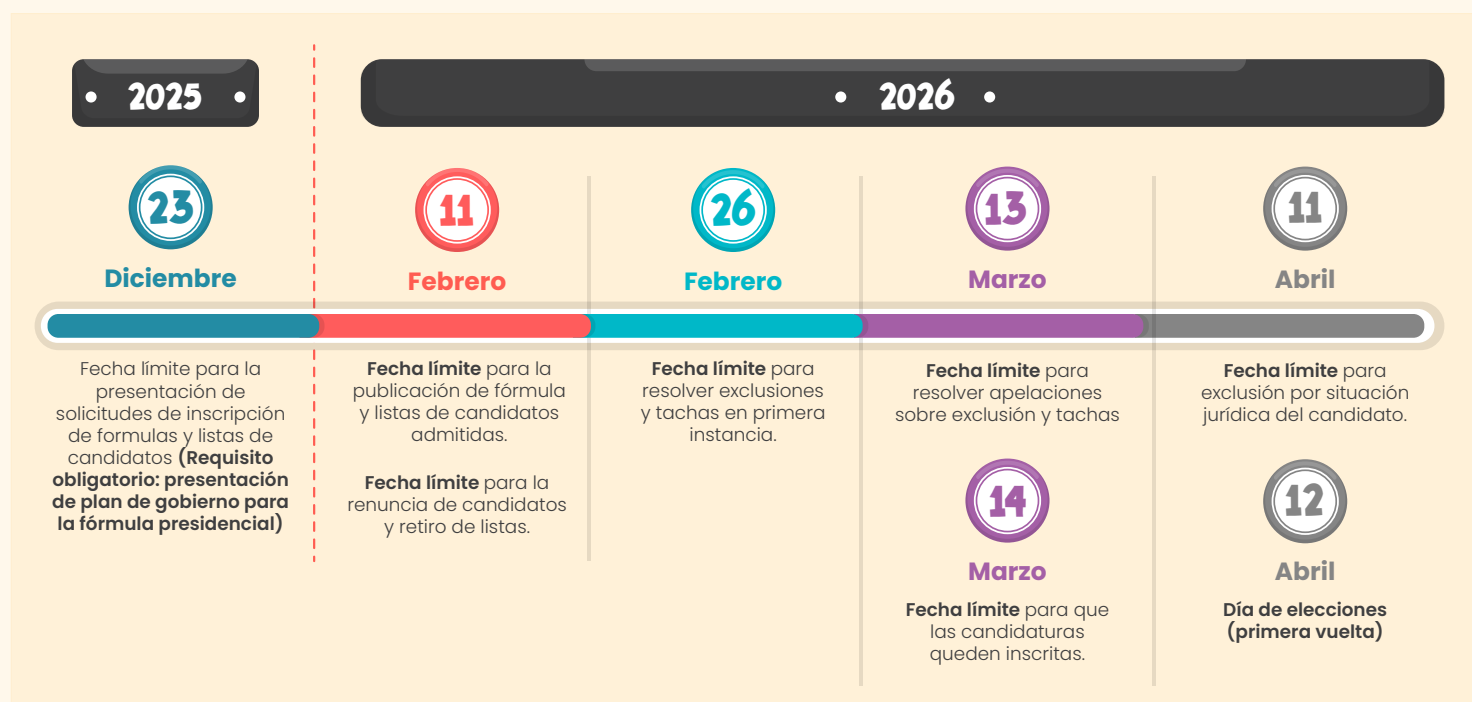 2025
2026
23
Diciembre
Fecha límite para la
presentación de
solicitudes de inscripción
de formulas y listas de
candidatos (Requisito
obligatorio: presentación
de plan de gobierno para
la fórmula presidencial)
11
Febrero
Fecha límite para la
publicación de fórmula
y listas de candidatos
admitidas.
Fecha límite para la
renuncia de candidatos
y retiro de listas.
26
Febrero
Fecha límite para
resolver exclusiones
y tachas en primera
instancia.
13
Marzo
Fecha límite para
resolver apelaciones
sobre exclusión y tachas
14
Marzo
Fecha límite para que
las candidaturas
queden inscritas.
11
Abril
Fecha límite para
exclusión por situación
jurídica del candidato.
12
Abril
Día de elecciones
(primera vuelta)